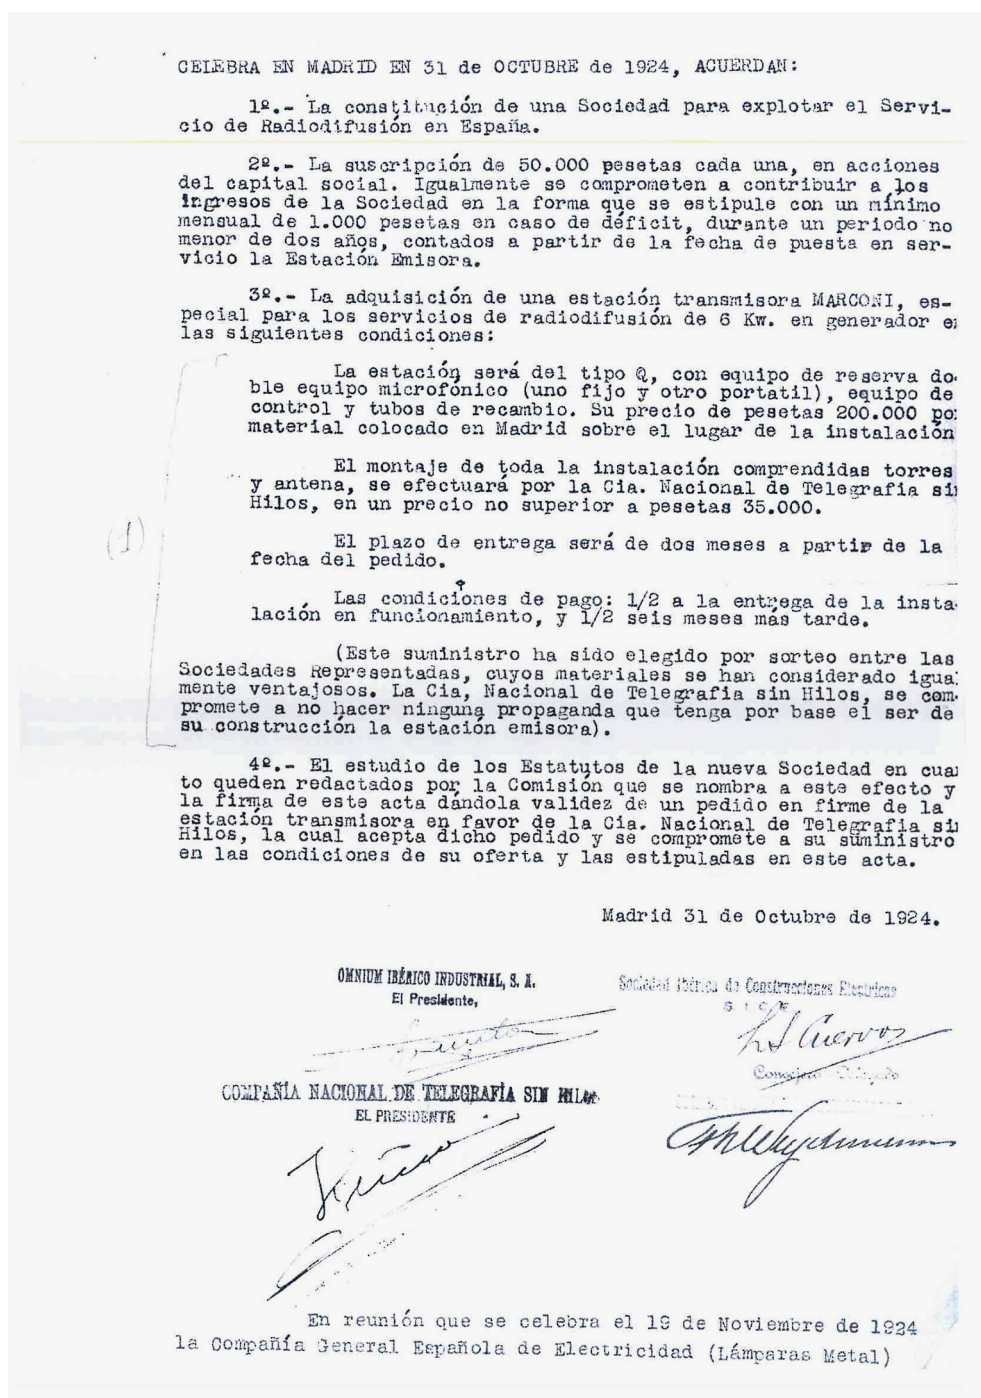 CELEBRA EN MADRID EN 31 de OCTUBRE de 1924, ACUERDAN:
1º.- La constitución de una Sociedad para explotar el Servi-
cio de Radiodifusión en España.
2º.- La suscripción de 50.000 pesetas cada una, en acciones
del capital social. Igualmente se comprometen a contribuir a los
ingresos de la Sociedad en la forma que se estipule con un mínimo
mensual de 1.000 pesetas en caso de déficit, durante un periodo no
menor de dos años, contados a partir de la fecha de puesta en ser-
vicio la Estación Emisora.
3º.- La adquisición de una estación transmisora MARCONI, es-
pecial para los servicios de radiodifusión de 6 Kw. en generador e
las siguientes condiciones:
La estación será del tipo Q, con equipo de reserva do-
ble equipo microfónico (uno fijo y otro portatil), equipo de
control y tubos de recambio. Su precio de pesetas 200.000 po
material colocado en Madrid sobre el lugar de la instalación
El montaje de toda la instalación comprendidas torres
y antena, se efectuará por la Cia. Nacional de Telegrafia si
Hilos, en un precio no superior a pesetas 35.000.
(1)
El plazo de entrega será de dos meses a partir de la
fecha del pedido.
Las condiciones de pago: 1/2 a la entrega de la insta-
lación en funcionamiento, y 1/2 seis meses más tarde.
(Este suministro ha sido elegido por sorteo entre las
Sociedades Representadas, cuyos materiales se han considerado igua
mente ventajosos. La Cia, Nacional de Telegrafia sin Hilos, se com-
promete a no hacer ninguna propaganda que tenga por base el ser de
su construcción la estación emisora).
4º.- El estudio de los Estatutos de la nueva Sociedad en cua
to queden redactados por la Comisión que se nombra a este efecto y
la firma de este acta dándola validez de un pedido en firme de la
estación transmisora en favor de la Cia. Nacional de Telegrafia si
Hilos, la cual acepta dicho pedido y se compromete a su suministro
en las condiciones de su oferta y las estipuladas en este acta.
Madrid 31 de Octubre de 1924.
OMNIUM IBÉRICO INDUSTRIAL, S. A.
El Presidente,
Sociedad Ibérica de Construcciones Electricas
S I C E
Cuervos
Consejero Delegado
COMPAÑÍA NACIONAL DE TELEGRAFÍA SIN HILOS
EL PRESIDENTE
En reunión que se celebra el 19 de Noviembre de 1924
la Compañía General Española de Electricidad (Lámparas Metal)